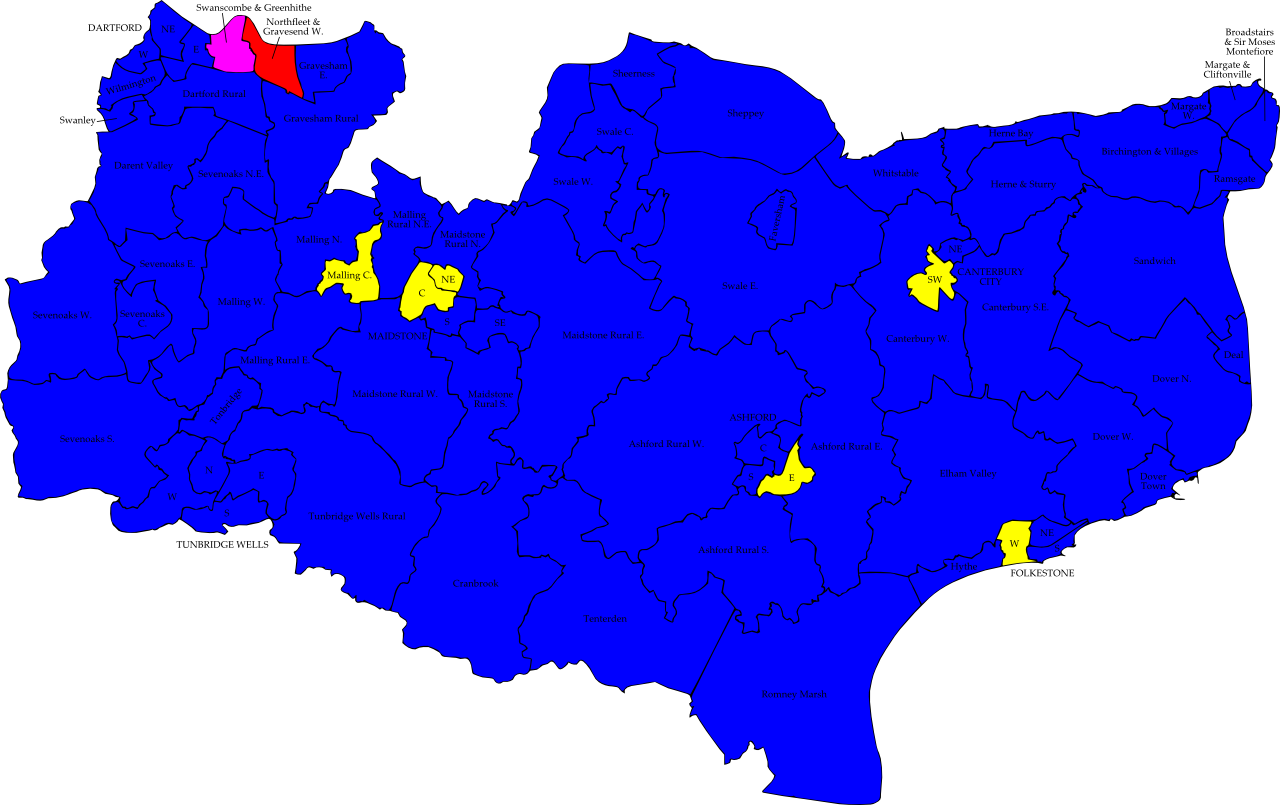 Swanscombe & Greenhithe
DARTFORD
NE
Northfleet &
Gravesend W.
W
E
Gravesham
E.
Wilmington
Dartford Rural
Swanley
Gravesham Rural
Darent Valley
Sevenoaks N.E.
Sheerness
Sheppey
Swale C.
Swale W.
Faversham
Swale E.
Broadstairs
& Sir Moses
Montefiore
Margate &
Cliftonville
Margate
W.
Herne Bay
Birchington & Villages
Whitstable
Herne & Sturry
Ramsgate
Malling
Rural N.E.
Malling N.
Maidstone
Rural N.
Malling C.
NE
C
S
SE
MAIDSTONE
Sevenoaks E.
Sevenoaks W.
Sevenoaks
C.
Malling W.
Malling Rural E.
Maidstone Rural E.
NE
SW
CANTERBURY
CITY
Canterbury S.E.
Canterbury W.
Sandwich
Deal
Dover N.
Tonbridge
Maidstone Rural W.
Maidstone
Rural S.
Sevenoaks S.
ASHFORD
C
S
E
Ashford Rural W.
Ashford Rural E.
Elham Valley
Dover W.
Dover
Town
N
E
W
S
TUNBRIDGE WELLS
Tunbridge Wells Rural
Ashford Rural S.
W
NE
Hythe
FOLKESTONE
Cranbrook
Tenterden
Romney Marsh